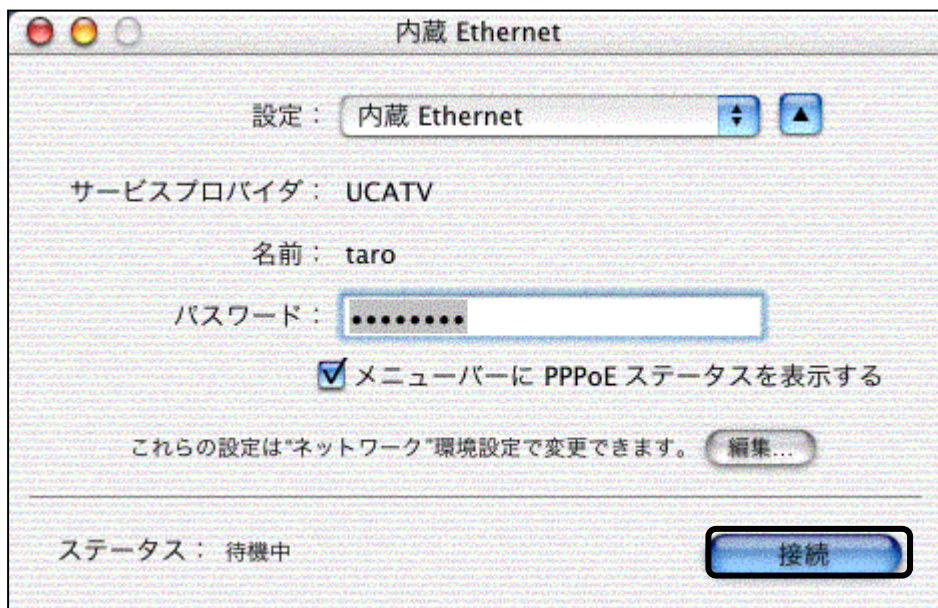 内蔵 Ethernet
設定： 内蔵 Ethernet
サービスプロバイダ： UCATV
名前： taro
パスワード： ••••••••
メニューバーに PPPoE ステータスを表示する
これらの設定は“ネットワーク”環境設定で変更できます。 編集...
ステータス： 待機中 接続